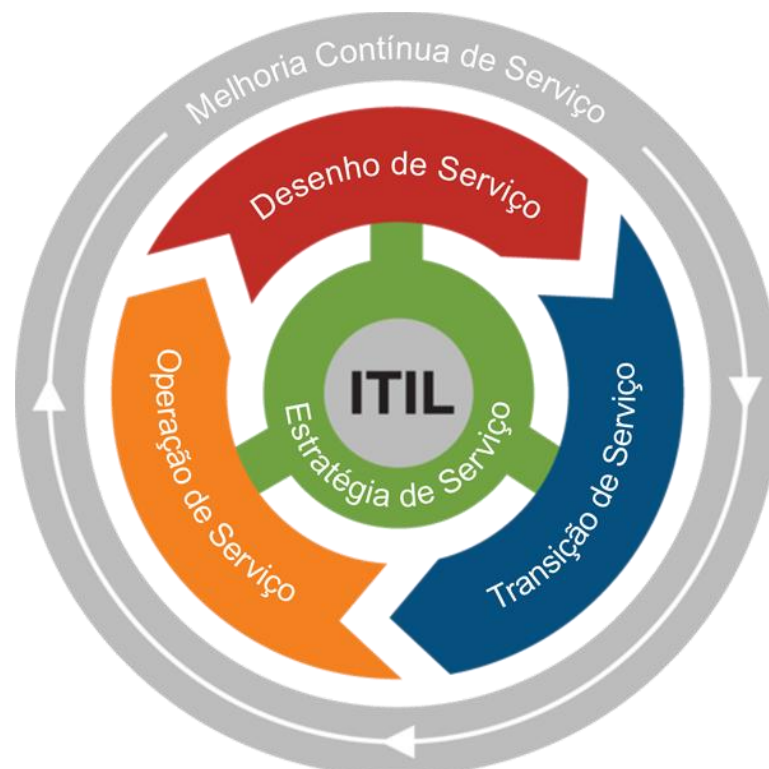 Melhoria Contínua de Serviço
Desenho de Serviço
Transição de Serviço
Operação de Serviço
Estratégia de Serviço
ITIL